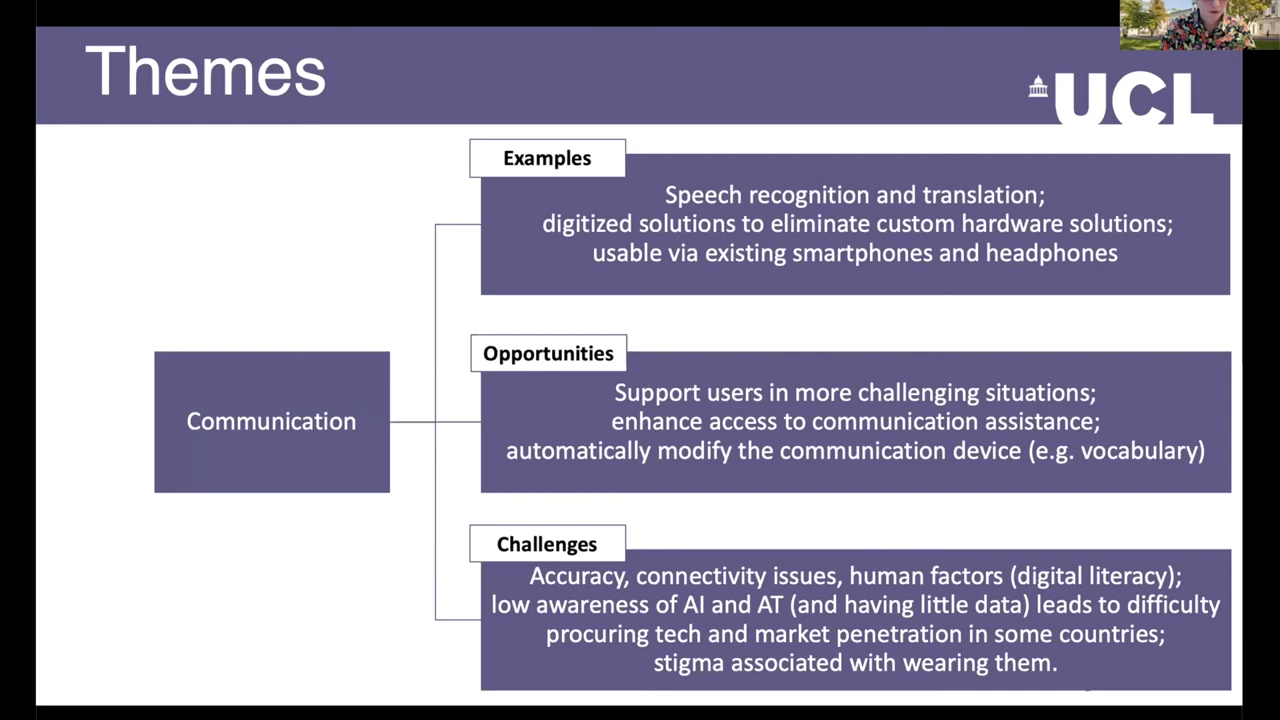 Themes
UCL
Examples
Speech recognition and translation;
digitized solutions to eliminate custom hardware solutions;
usable via existing smartphones and headphones
Communication
Opportunities
Support users in more challenging situations;
enhance access to communication assistance;
automatically modify the communication device (e.g. vocabulary)
Challenges
Accuracy, connectivity issues, human factors (digital literacy);
low awareness of AI and AT (and having little data) leads to difficulty
procuring tech and market penetration in some countries;
stigma associated with wearing them.